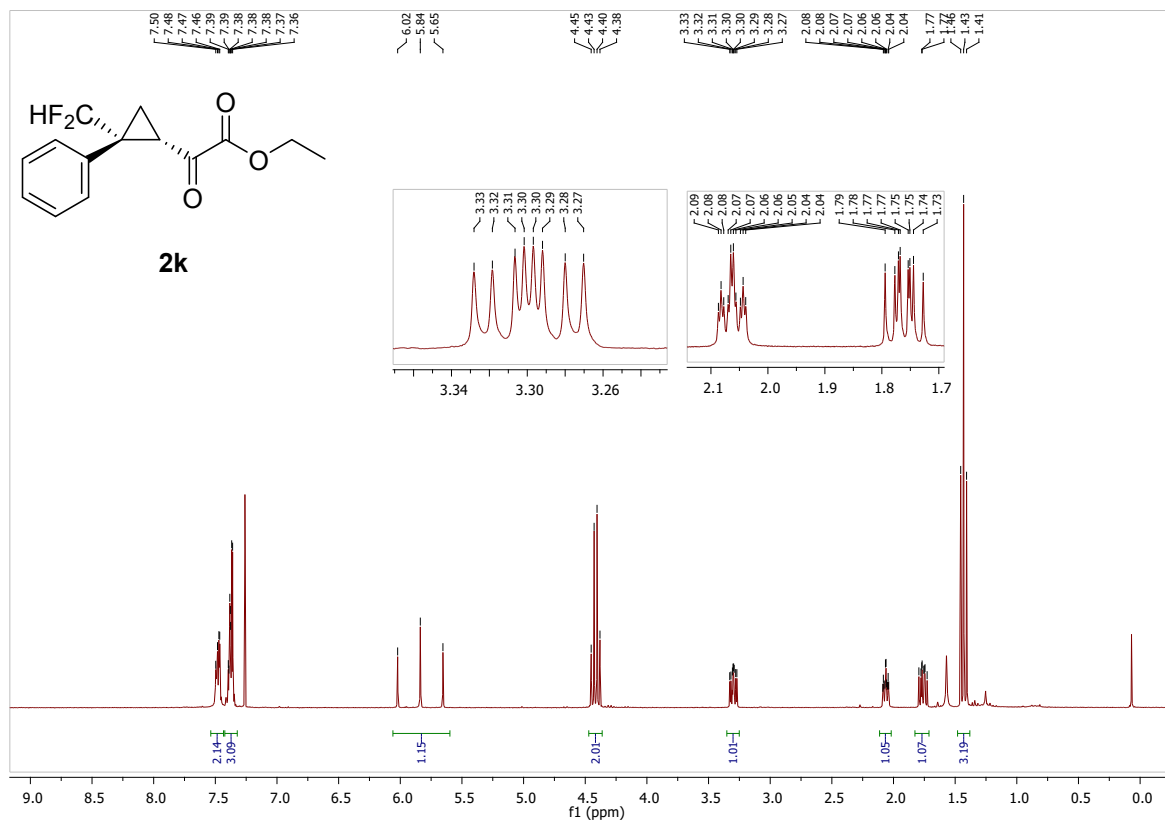 7.50 7.48 7.47 7.46 7.39 7.39 7.38 7.38 7.38 7.37 7.36
6.02 5.84 5.65
4.45 4.43 4.40 4.38
3.33 3.32 3.31 3.30 3.30 3.29 3.28 3.27
2.08 2.08 2.07 2.07 2.06 2.06 2.04 2.04
1.77 1.77 1.46 1.43 1.41
HF₂C
O
O
O
2k
3.33 3.32 3.31 3.30 3.30 3.29 3.28 3.27
3.34 3.30 3.26
2.09 2.08 2.08 2.07 2.07 2.06 2.06 2.05 2.04 2.04
1.79 1.78 1.77 1.77 1.75 1.75 1.74 1.73
2.1 2.0 1.9 1.8 1.7
2.14 3.09 1.15 2.01 1.01 1.05 1.07 3.19
9.0 8.5 8.0 7.5 7.0 6.5 6.0 5.5 5.0 4.5 4.0 3.5 3.0 2.5 2.0 1.5 1.0 0.5 0.0
f1 (ppm)